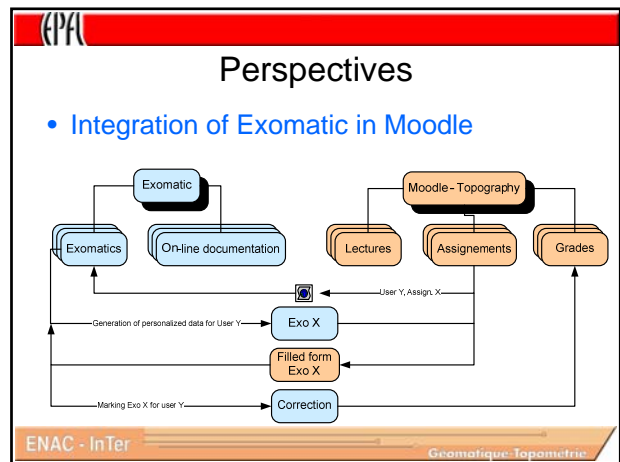 EPFL
Perspectives
• Integration of Exomatic in Moodle
Exomatic
Moodle - Topography
Exomatics
On-line documentation
Lectures
Assignements
Grades
User Y, Assign. X
Generation of personalized data for User Y
Exo X
Filled form
Exo X
Marking Exo X for user Y
Correction
ENAC - InTer
Geomatique-Topometrie